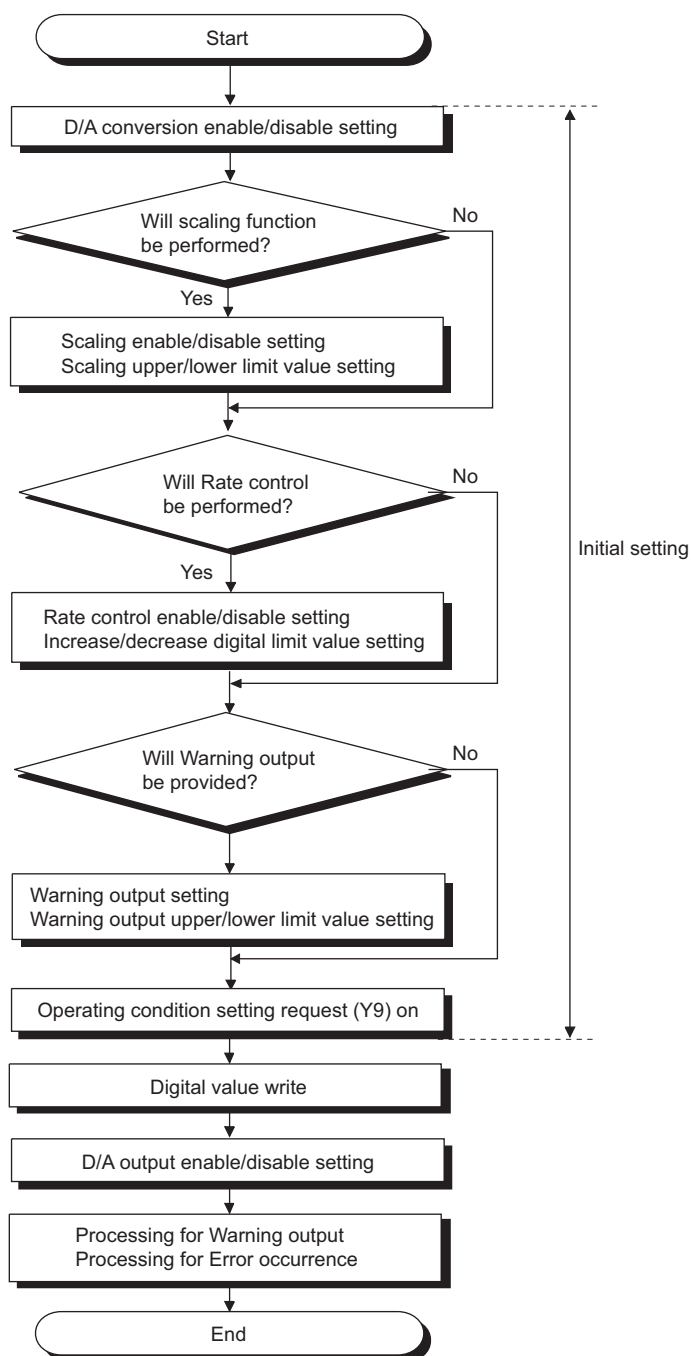 Start
D/A conversion enable/disable setting
Will scaling function
be performed?
No
Yes
Scaling enable/disable setting
Scaling upper/lower limit value setting
Will Rate control
be performed?
No
Initial setting
Yes
Rate control enable/disable setting
Increase/decrease digital limit value setting
Will Warning output
be provided?
No
Warning output setting
Warning output upper/lower limit value setting
Operating condition setting request (Y9) on
Digital value write
D/A output enable/disable setting
Processing for Warning output
Processing for Error occurrence
End